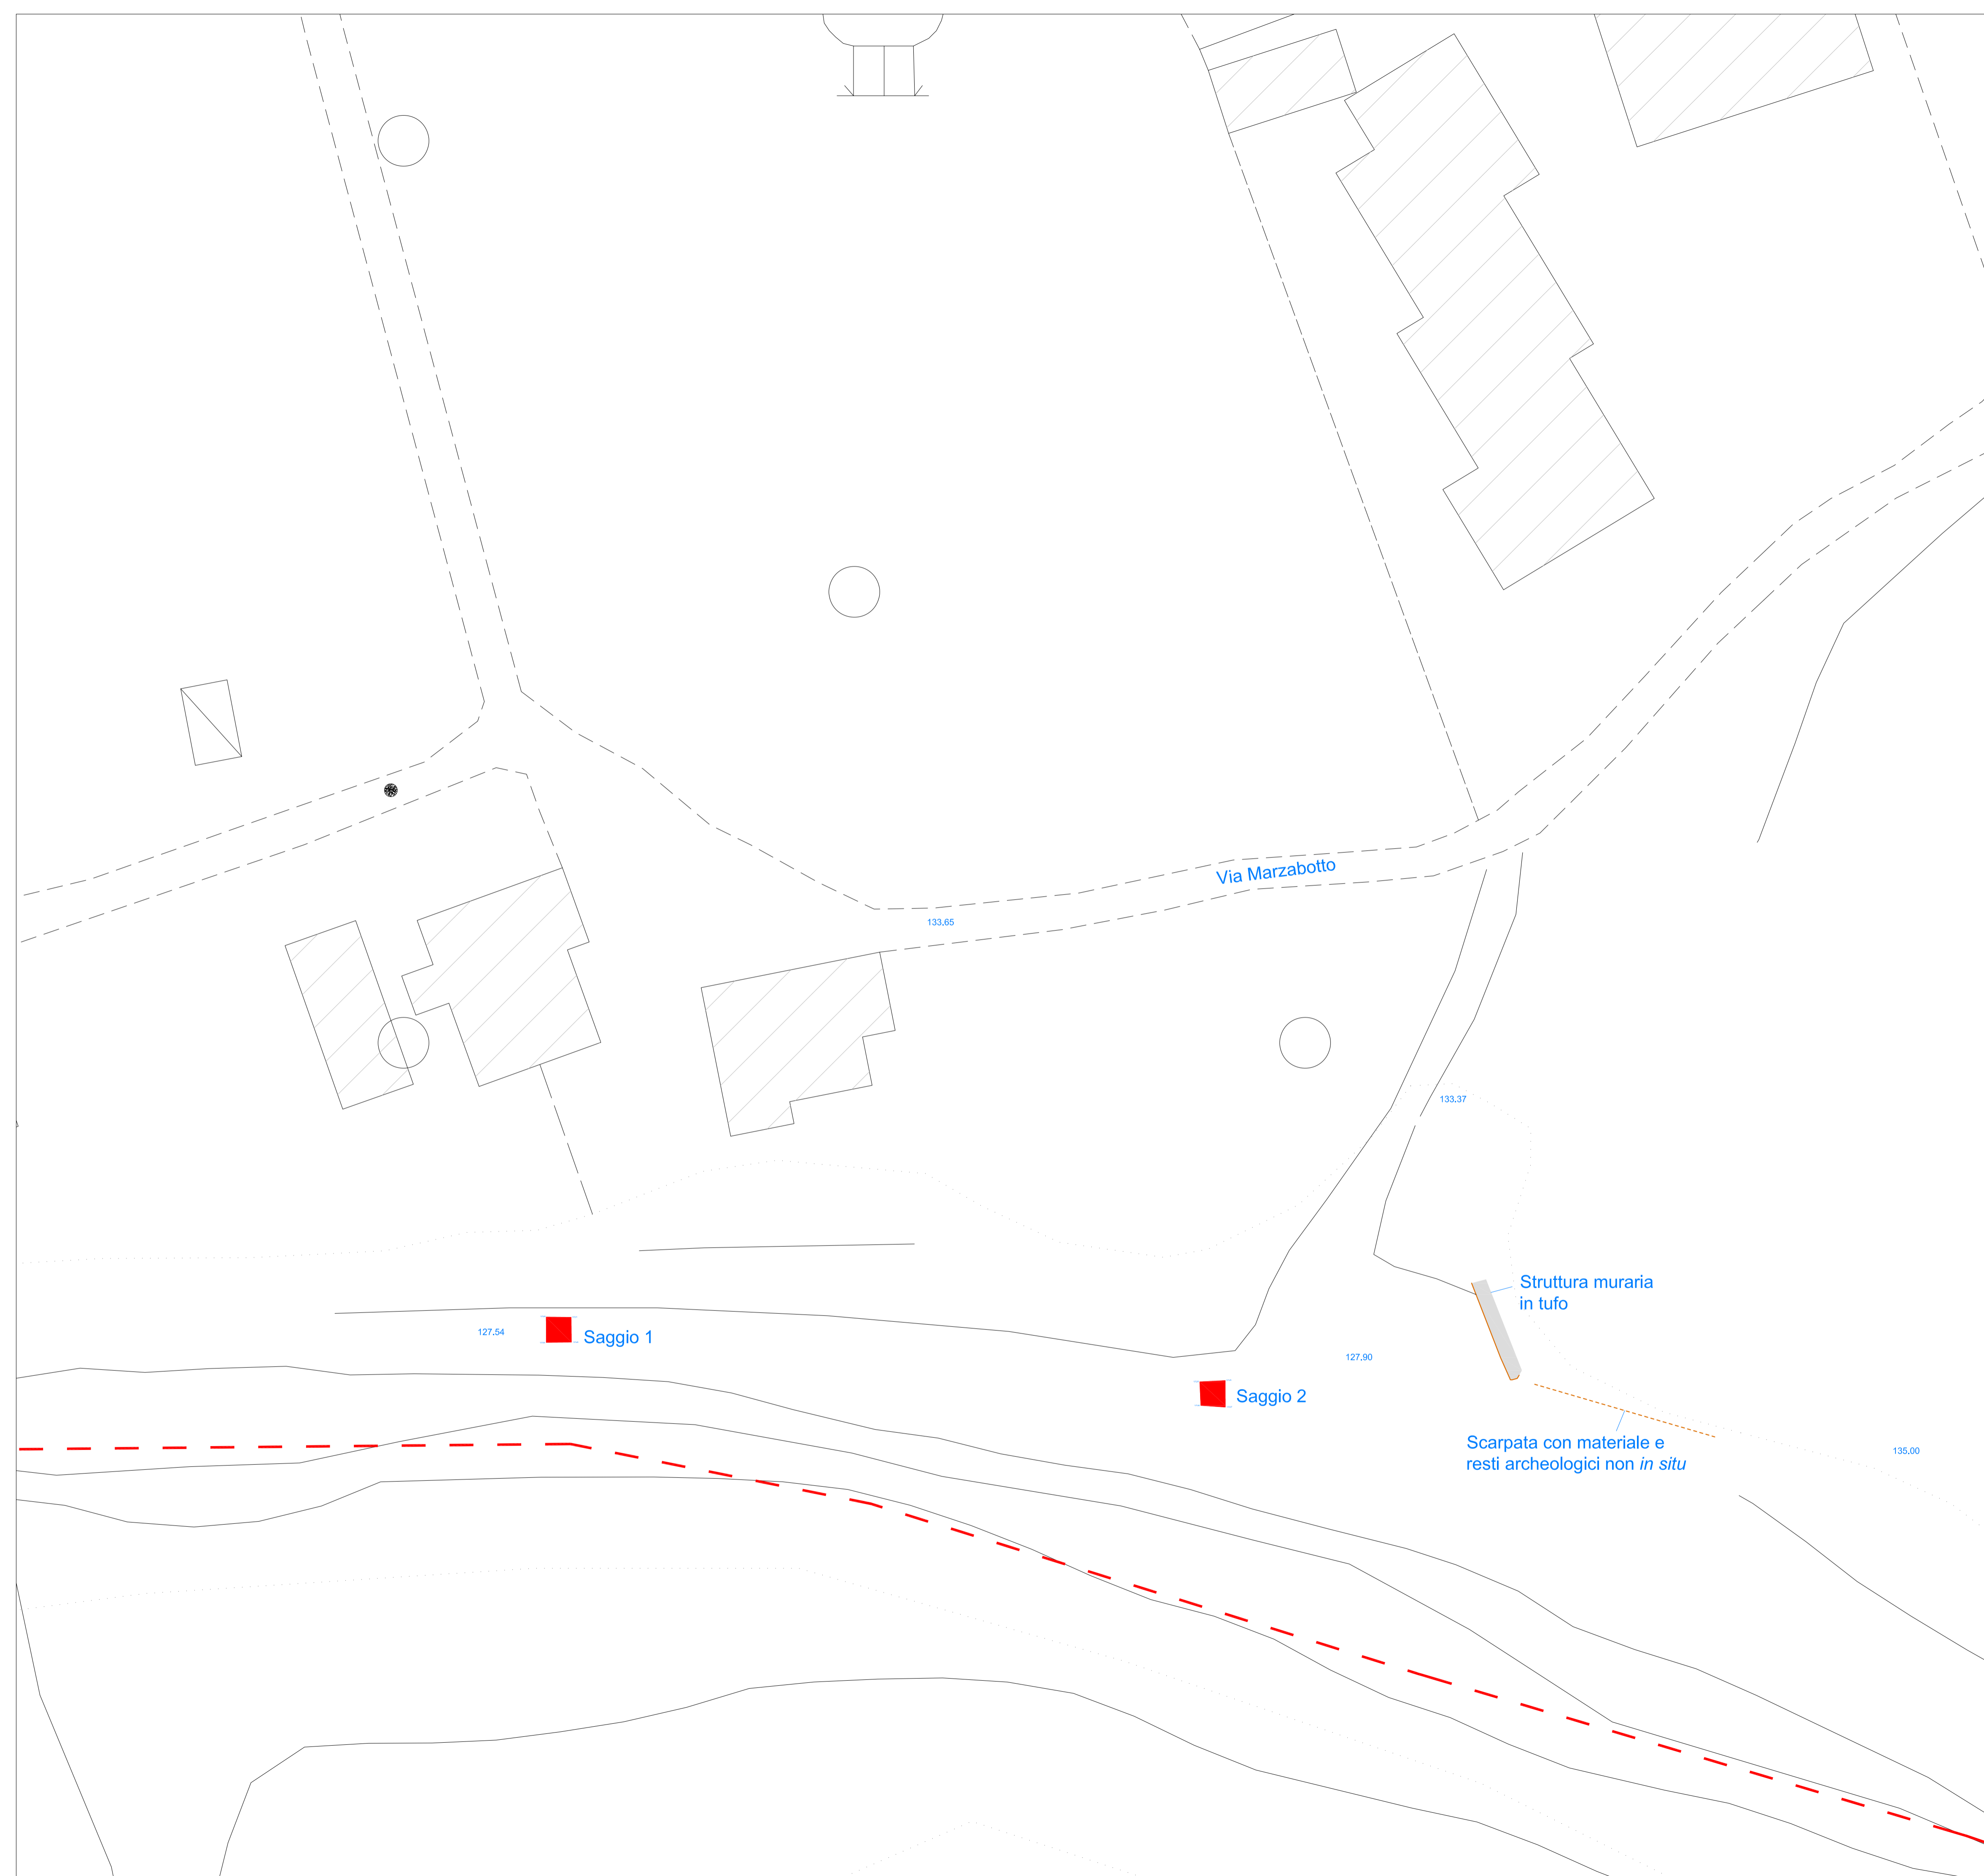 Via Marzabotto
133.65
133.37
Struttura muraria
in tufo
127.54
Saggio 1
127.90
Saggio 2
Scarpata con materiale e
resti archeologici non in situ
135.00